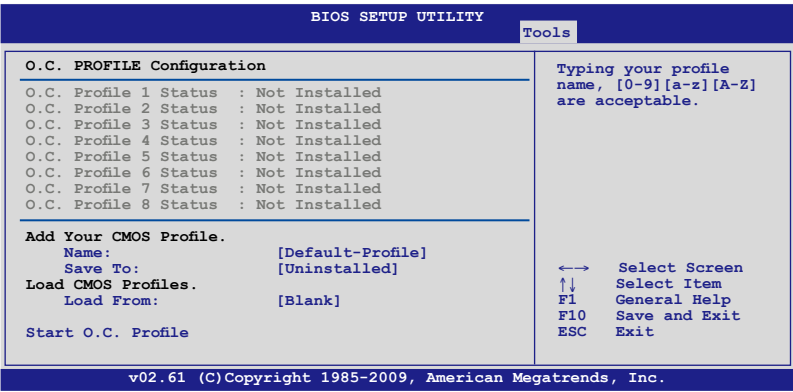 BIOS SETUP UTILITY
Tools
O.C. PROFILE Configuration
O.C. Profile 1 Status : Not Installed
O.C. Profile 2 Status : Not Installed
O.C. Profile 3 Status : Not Installed
O.C. Profile 4 Status : Not Installed
O.C. Profile 5 Status : Not Installed
O.C. Profile 6 Status : Not Installed
O.C. Profile 7 Status : Not Installed
O.C. Profile 8 Status : Not Installed
Add Your CMOS Profile.
Name: [Default-Profile]
Save To: [Uninstalled]
Load CMOS Profiles.
Load From: [Blank]
Start O.C. Profile
Typing your profile
name, [0-9][a-z][A-Z]
are acceptable.
←→ Select Screen
↑↓ Select Item
F1 General Help
F10 Save and Exit
ESC Exit
v02.61 (C)Copyright 1985-2009, American Megatrends, Inc.